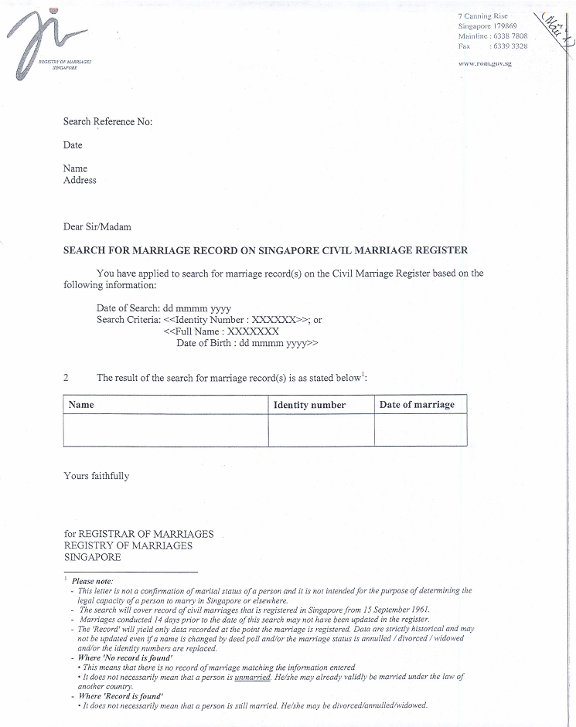 7 Canning Rise
Singapore 179869
Mainline : 6338 7808
Fax : 6339 3328
www.rom.gov.sg
REGISTRY OF MARRIAGES
SINGAPORE
Search Reference No:
Date
Name
Address
Dear Sir/Madam
SEARCH FOR MARRIAGE RECORD ON SINGAPORE CIVIL MARRIAGE REGISTER
You have applied to search for marriage record(s) on the Civil Marriage Register based on the
following information:
Date of Search: dd mmmm yyyy
Search Criteria: <<Identity Number : XXXXXX>>; or
<<Full Name : XXXXXXX
Date of Birth : dd mmmm yyyy>>
2 The result of the search for marriage record(s) is as stated below1:
Name Identity number Date of marriage
Yours faithfully
for REGISTRAR OF MARRIAGES
REGISTRY OF MARRIAGES
SINGAPORE
1 Please note:
- This letter is not a confirmation of marital status of a person and it is not intended for the purpose of determining the
legal capacity of a person to marry in Singapore or elsewhere.
- The search will cover record of civil marriages that is registered in Singapore from 15 September 1961.
- Marriages conducted 14 days prior to the date of this search may not have been updated in the register.
- The 'Record' will yield only data recorded at the point the marriage is registered. Data are strictly historical and may
not be updated even if a name is changed by deed poll and/or the marriage status is annulled / divorced / widowed
and/or the identity numbers are replaced.
- Where 'No record is found'
• This means that there is no record of marriage matching the information entered
• It does not necessarily mean that a person is unmarried. He/she may already validly be married under the law of
another country.
- Where 'Record is found'
• It does not necessarily mean that a person is still married. He/she may be divorced/annulled/widowed.